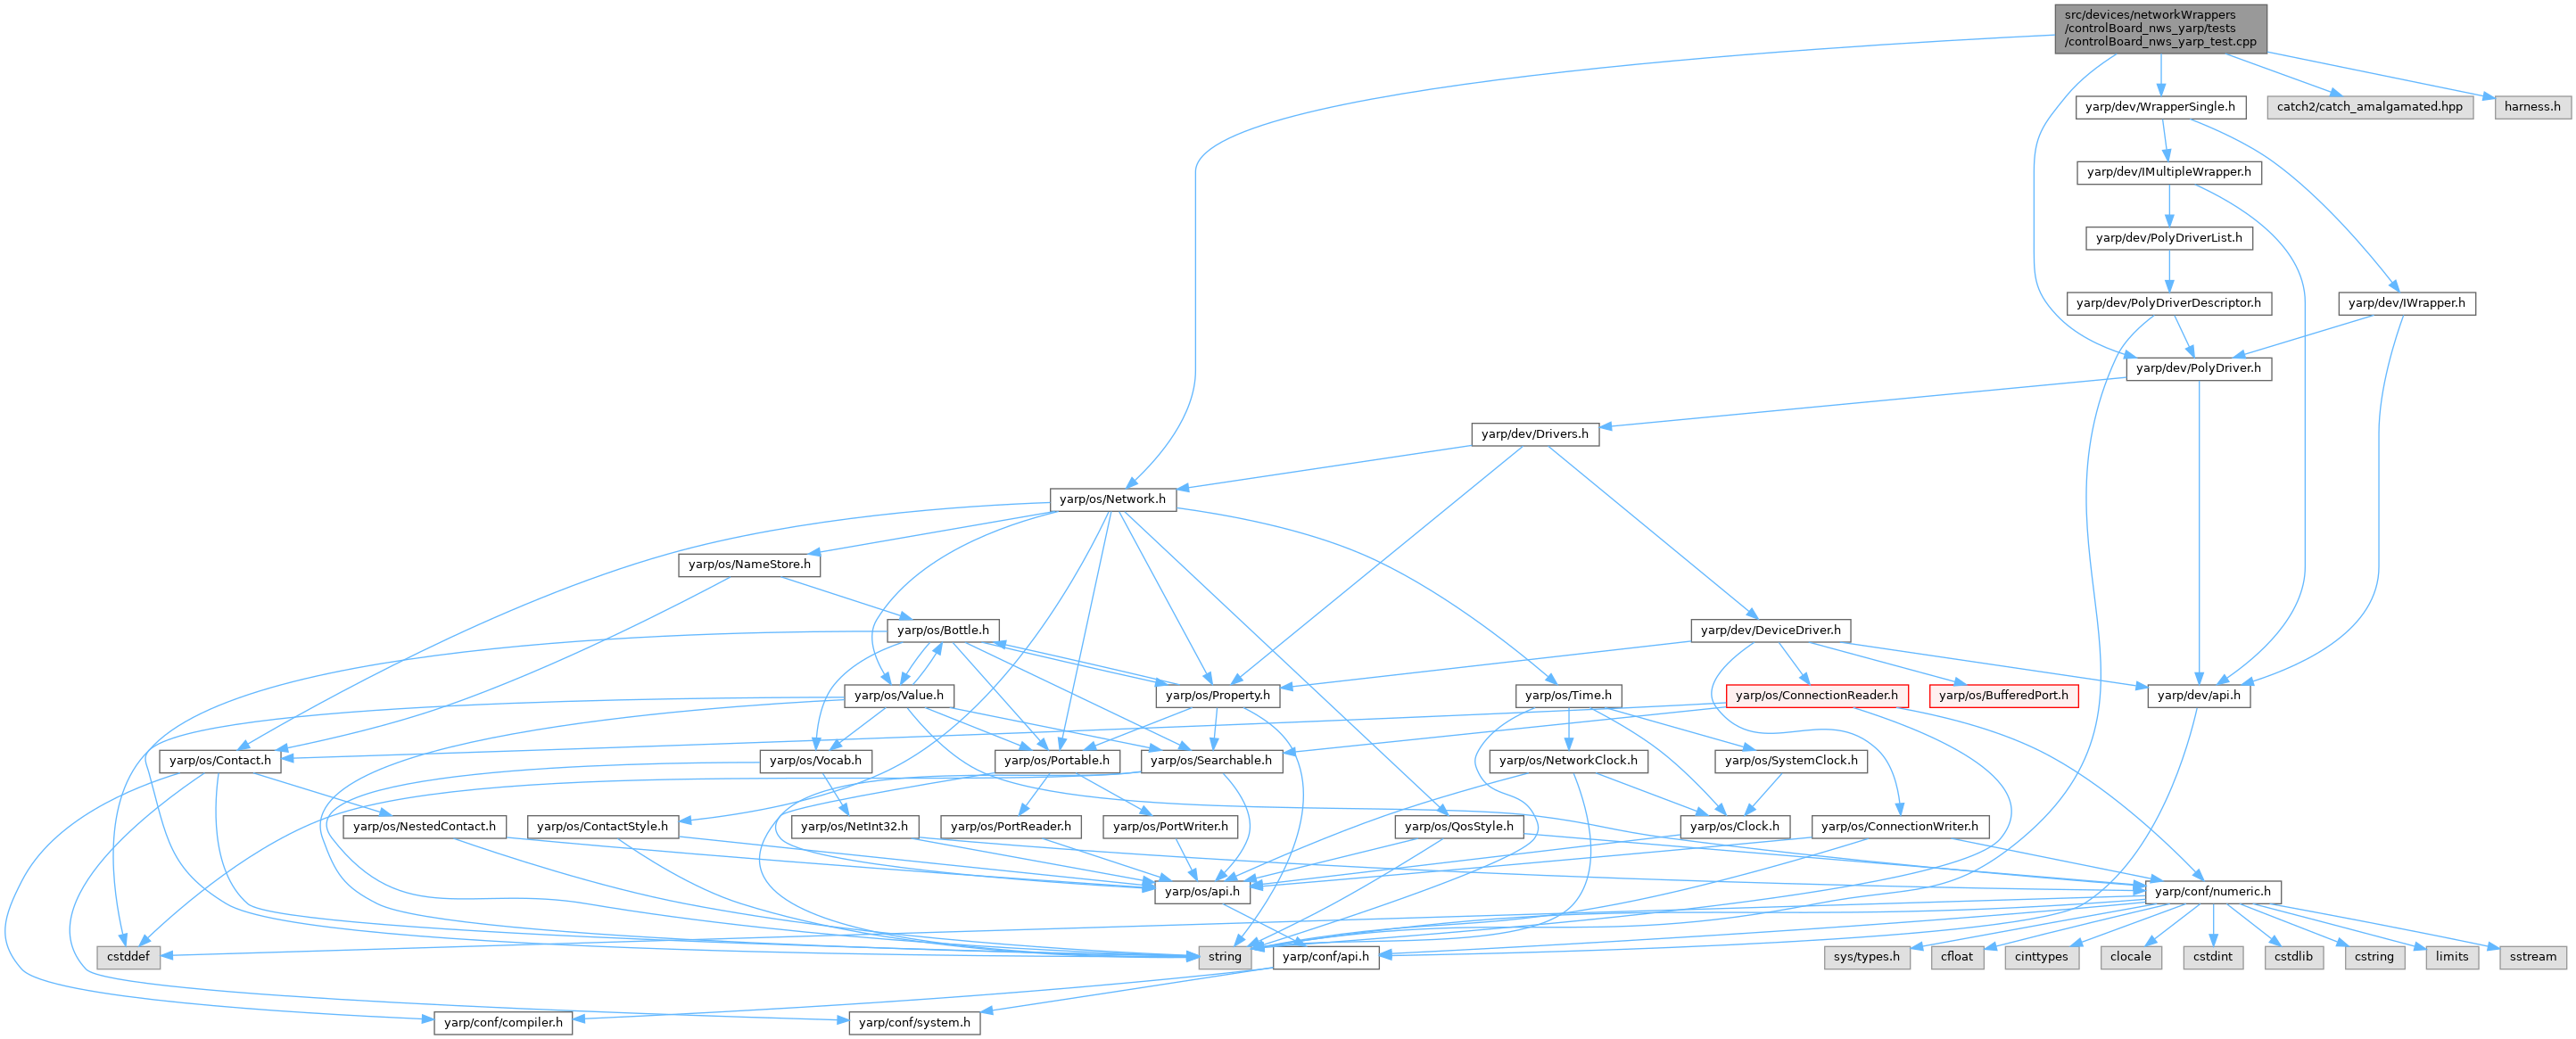 src/devices/networkWrappers
/controlBoard_nws_yarp/tests
/controlBoard_nws_yarp_test.cpp
yarp/dev/WrapperSingle.h
catch2/catch_amalgamated.hpp
harness.h
yarp/dev/IMultipleWrapper.h
yarp/dev/PolyDriverList.h
yarp/dev/PolyDriverDescriptor.h
yarp/dev/IWrapper.h
yarp/dev/PolyDriver.h
yarp/dev/Drivers.h
yarp/os/Network.h
yarp/os/NameStore.h
yarp/os/Bottle.h
yarp/dev/DeviceDriver.h
yarp/os/Value.h
yarp/os/Property.h
yarp/os/Time.h
yarp/os/ConnectionReader.h
yarp/os/BufferedPort.h
yarp/dev/api.h
yarp/os/Contact.h
yarp/os/Vocab.h
yarp/os/Portable.h
yarp/os/Searchable.h
yarp/os/NetworkClock.h
yarp/os/SystemClock.h
yarp/os/NestedContact.h
yarp/os/ContactStyle.h
yarp/os/NetInt32.h
yarp/os/PortReader.h
yarp/os/PortWriter.h
yarp/os/QosStyle.h
yarp/os/Clock.h
yarp/os/ConnectionWriter.h
yarp/os/api.h
yarp/conf/numeric.h
cstddef
string
yarp/conf/api.h
sys/types.h
cfloat
cinttypes
clocale
cstdint
cstdlib
cstring
limits
sstream
yarp/conf/compiler.h
yarp/conf/system.h